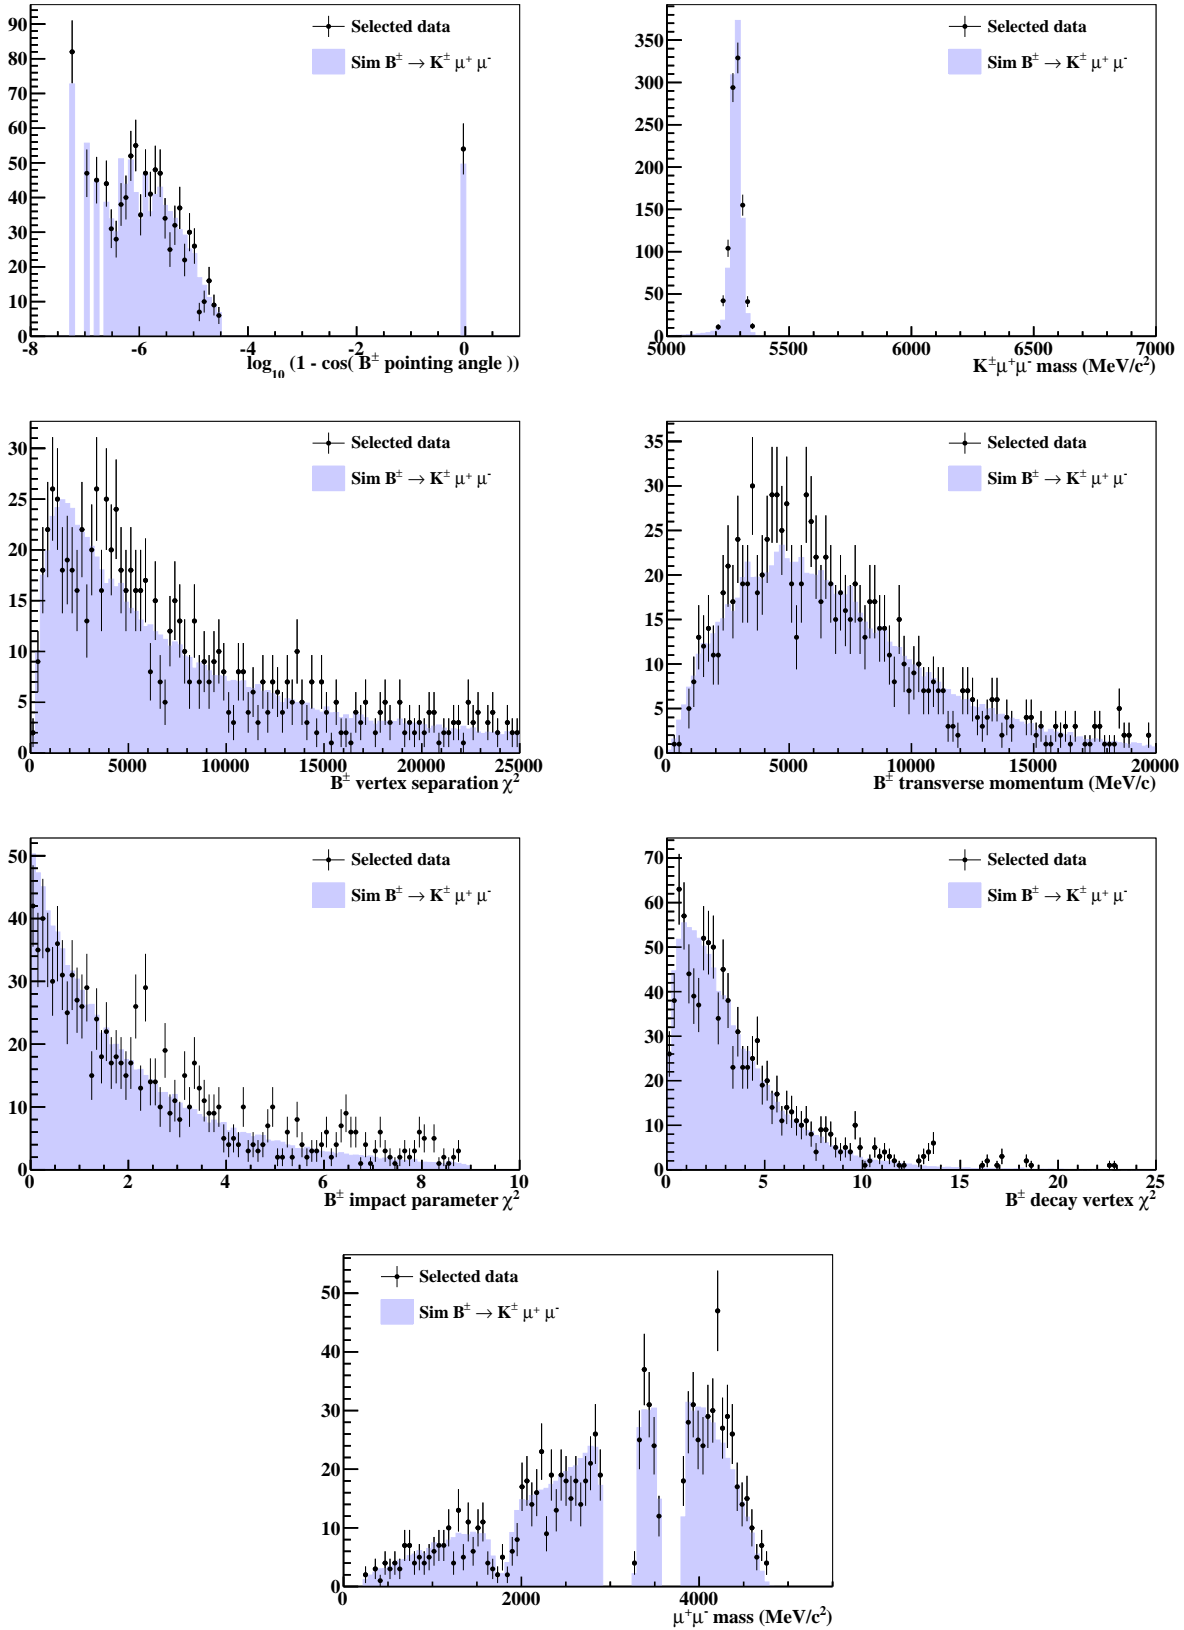 90
80
70
60
50
40
30
20
10
0
-8 -6 -4 -2 0
log10 (1 - cos( B± pointing angle ))
Selected data
Sim B± → K± μ+ μ-
350
300
250
200
150
100
50
0
5000 5500 6000 6500 7000
K±μ+μ- mass (MeV/c2)
Selected data
Sim B± → K± μ+ μ-
30
25
20
15
10
5
0
0 5000 10000 15000 20000 25000
B± vertex separation χ2
Selected data
Sim B± → K± μ+ μ-
35
30
25
20
15
10
5
0
0 5000 10000 15000 20000
B± transverse momentum (MeV/c)
Selected data
Sim B± → K± μ+ μ-
50
40
30
20
10
0
0 2 4 6 8 10
B± impact parameter χ2
Selected data
Sim B± → K± μ+ μ-
70
60
50
40
30
20
10
0
0 5 10 15 20 25
B± decay vertex χ2
Selected data
Sim B± → K± μ+ μ-
50
40
30
20
10
0
0 2000 4000
μ+μ- mass (MeV/c2)
Selected data
Sim B± → K± μ+ μ-